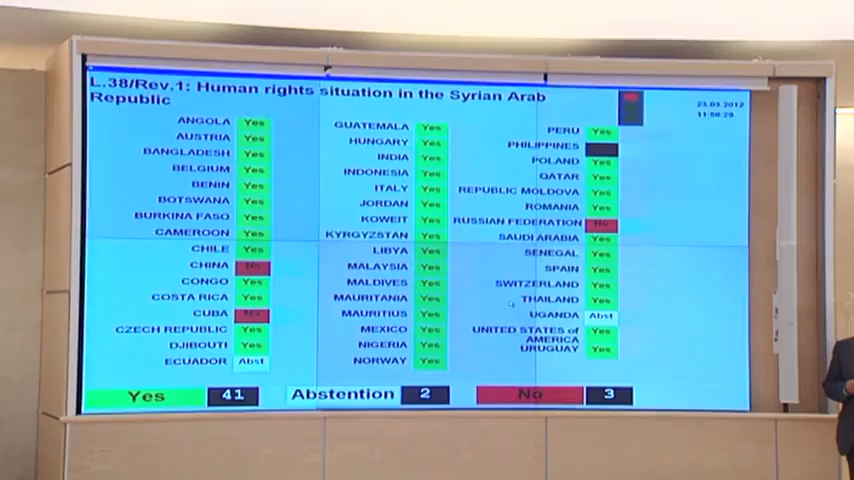 L.38/Rev.1: Human rights situation in the Syrian Arab
Republic
23.03.2012
11:59:29
ANGOLA Yes
AUSTRIA Yes
BANGLADESH Yes
BELGIUM Yes
BENIN Yes
BOTSWANA Yes
BURKINA FASO Yes
CAMEROON Yes
CHILE Yes
CHINA No
CONGO Yes
COSTA RICA Yes
CUBA No
CZECH REPUBLIC Yes
DJIBOUTI Yes
ECUADOR Abst
GUATEMALA Yes
HUNGARY Yes
INDIA Yes
INDONESIA Yes
ITALY Yes
JORDAN Yes
KOWEIT Yes
KYRGYZSTAN Yes
LIBYA Yes
MALAYSIA Yes
MALDIVES Yes
MAURITANIA Yes
MAURITIUS Yes
MEXICO Yes
NIGERIA Yes
NORWAY Yes
PERU Yes
PHILIPPINES
POLAND Yes
QATAR Yes
REPUBLIC MOLDOVA Yes
ROMANIA Yes
RUSSIAN FEDERATION No
SAUDI ARABIA Yes
SENEGAL Yes
SPAIN Yes
SWITZERLAND Yes
THAILAND Yes
UGANDA Abst
UNITED STATES of Yes
AMERICA
URUGUAY Yes
Yes 41 Abstention 2 No 3